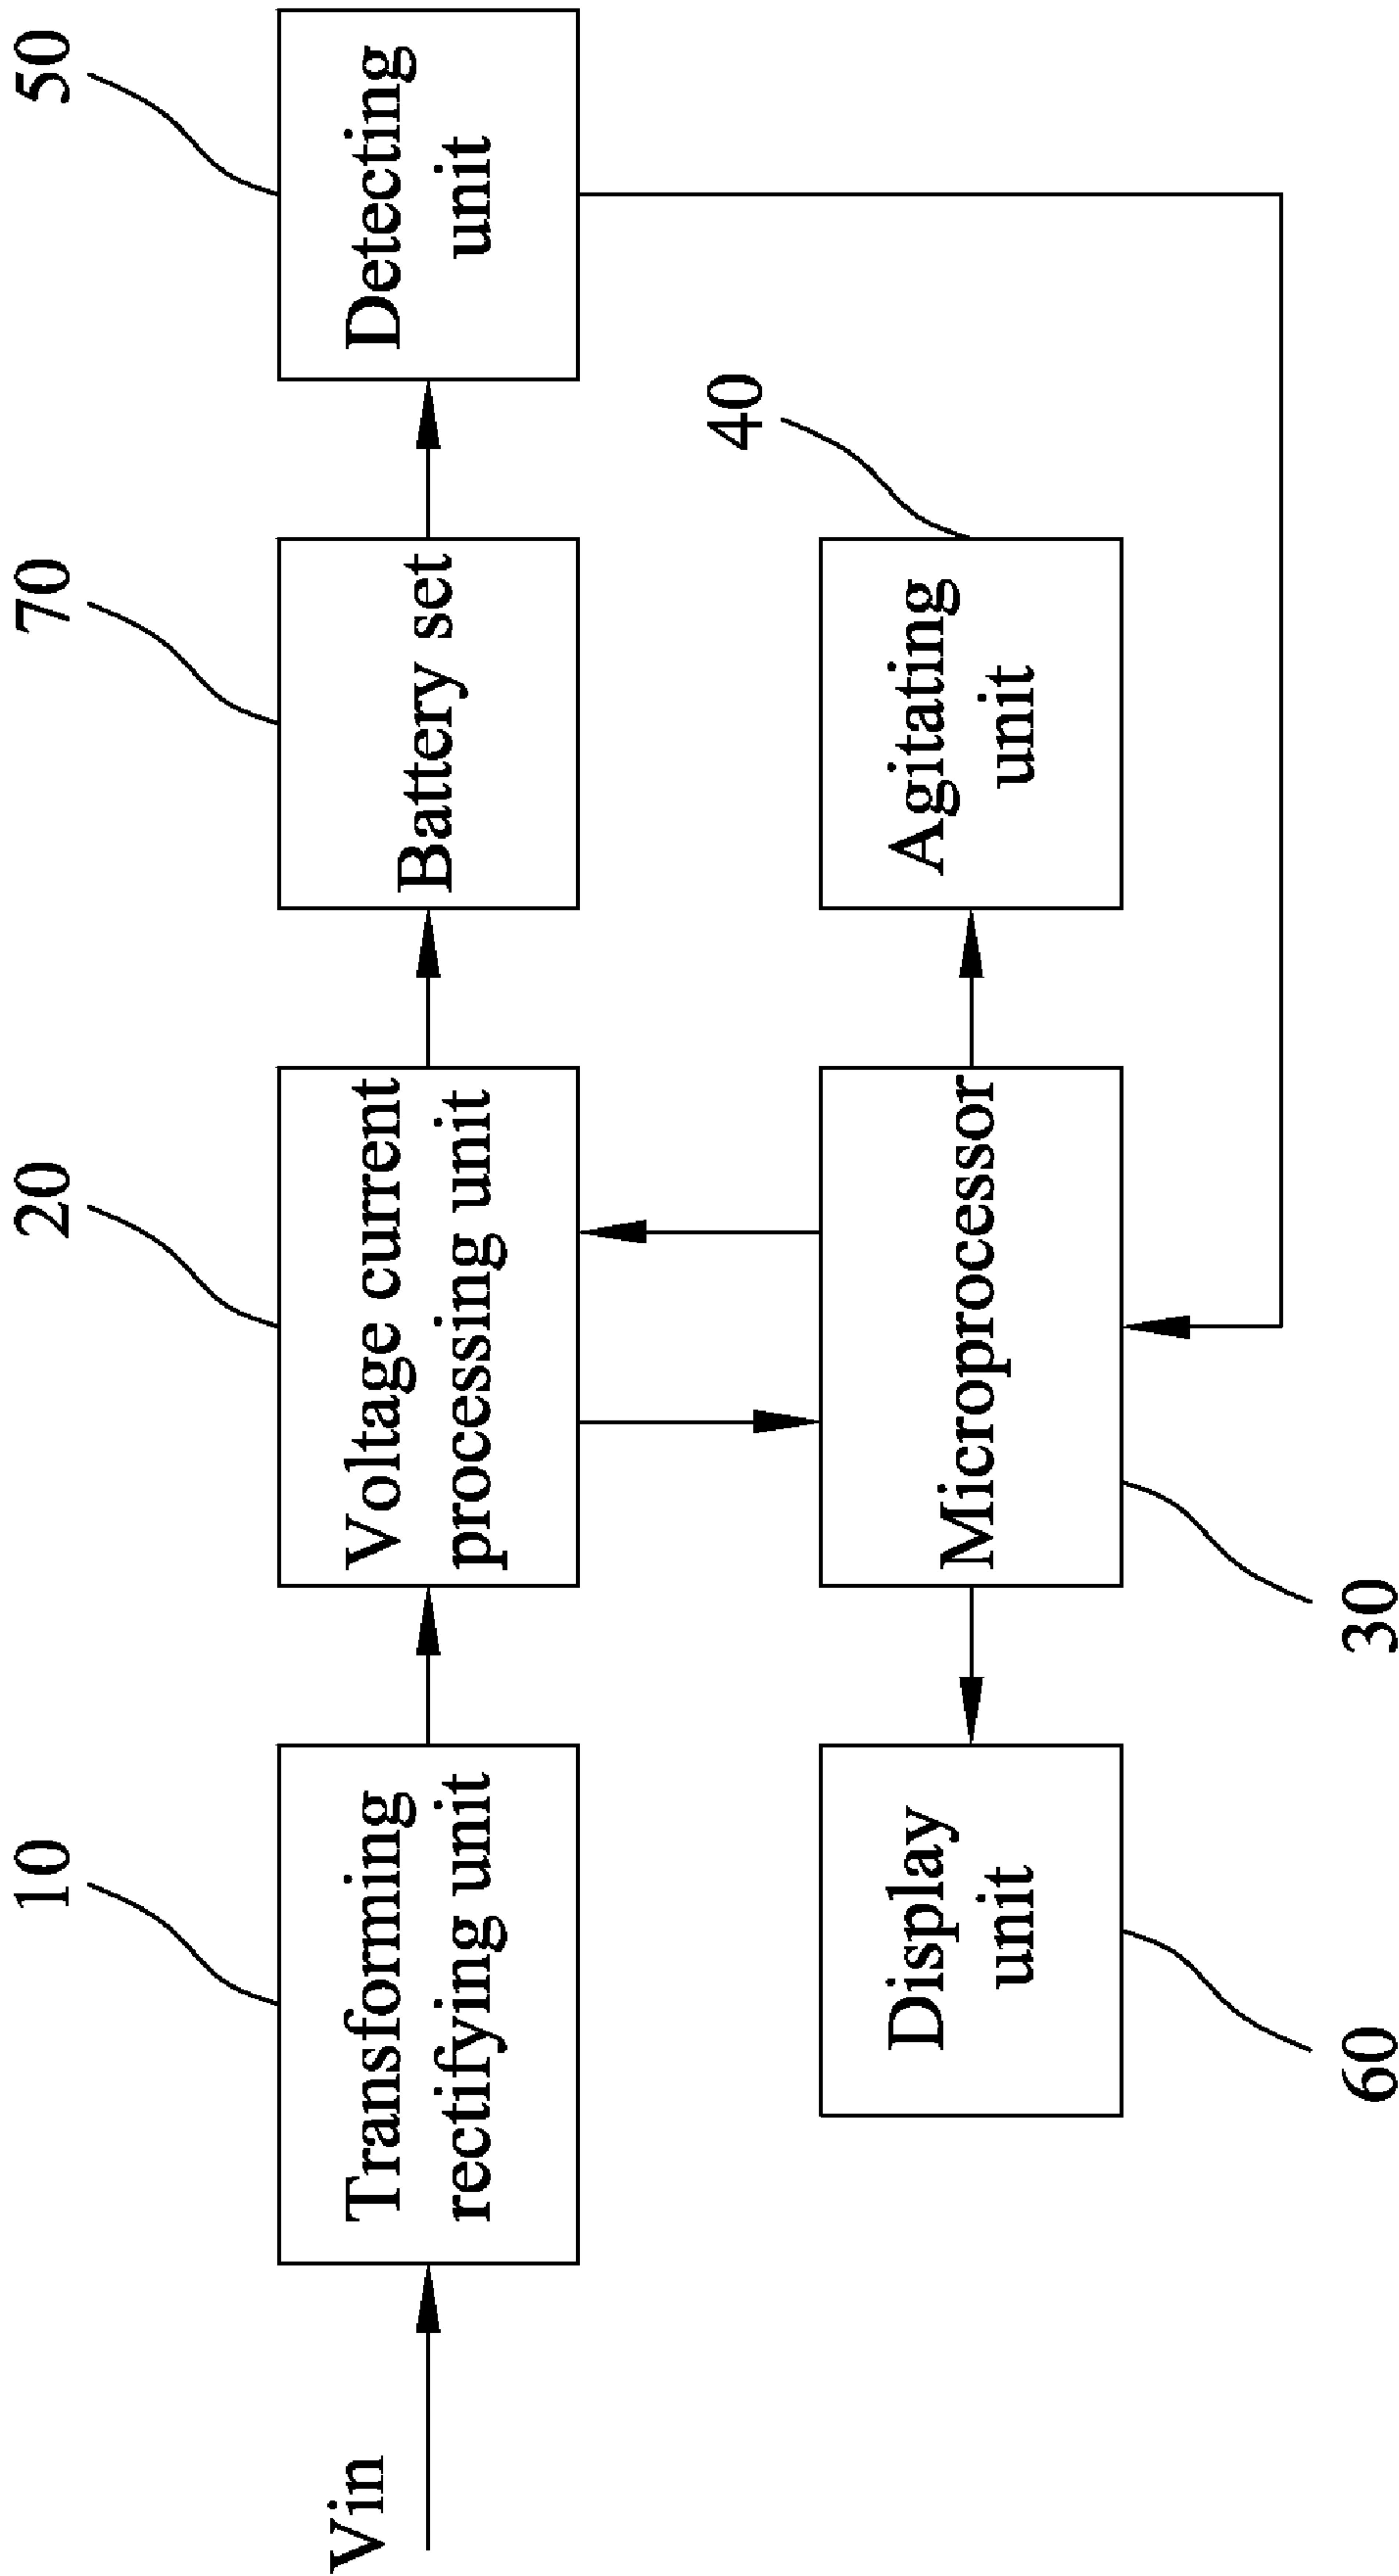 10
20
70
50
Vin
Transforming
rectifying unit
Voltage current
processing unit
Battery set
Detecting
unit
40
Display
unit
Microprocessor
Agitating
unit
60
30